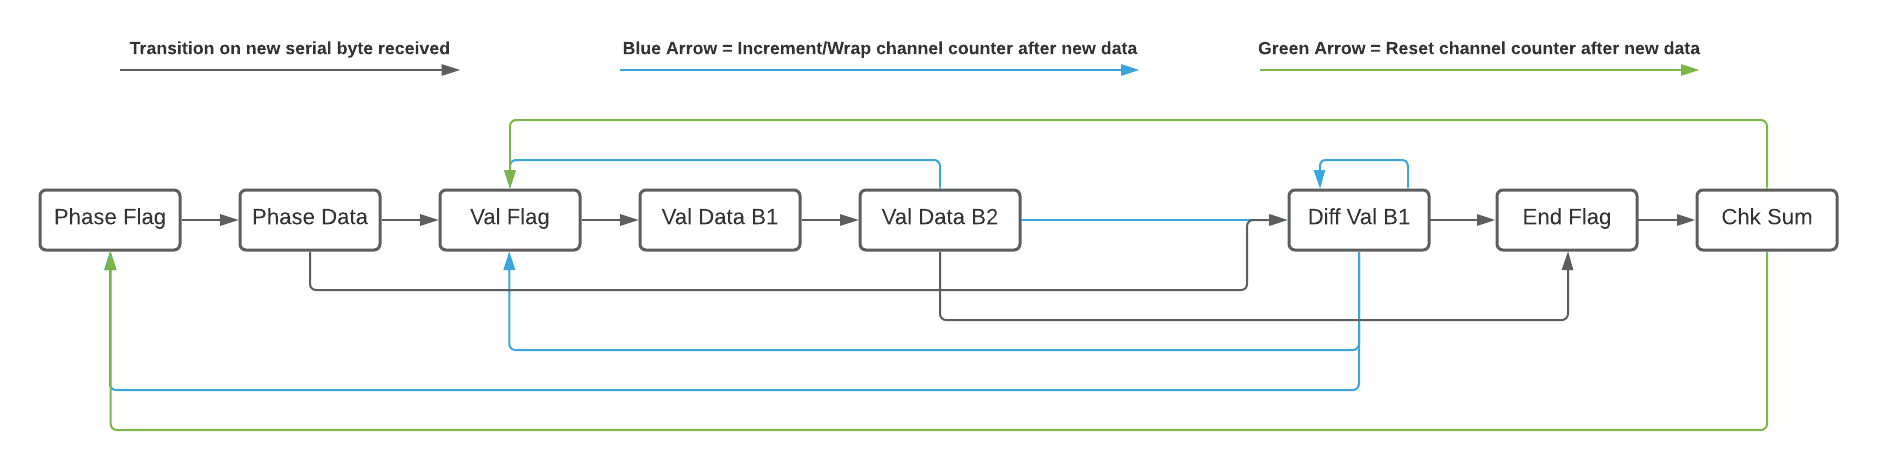 Transition on new serial byte received
Blue Arrow = Increment/Wrap channel counter after new data
Green Arrow = Reset channel counter after new data
Phase Flag
Phase Data
Val Flag
Val Data B1
Val Data B2
Diff Val B1
End Flag
Chk Sum